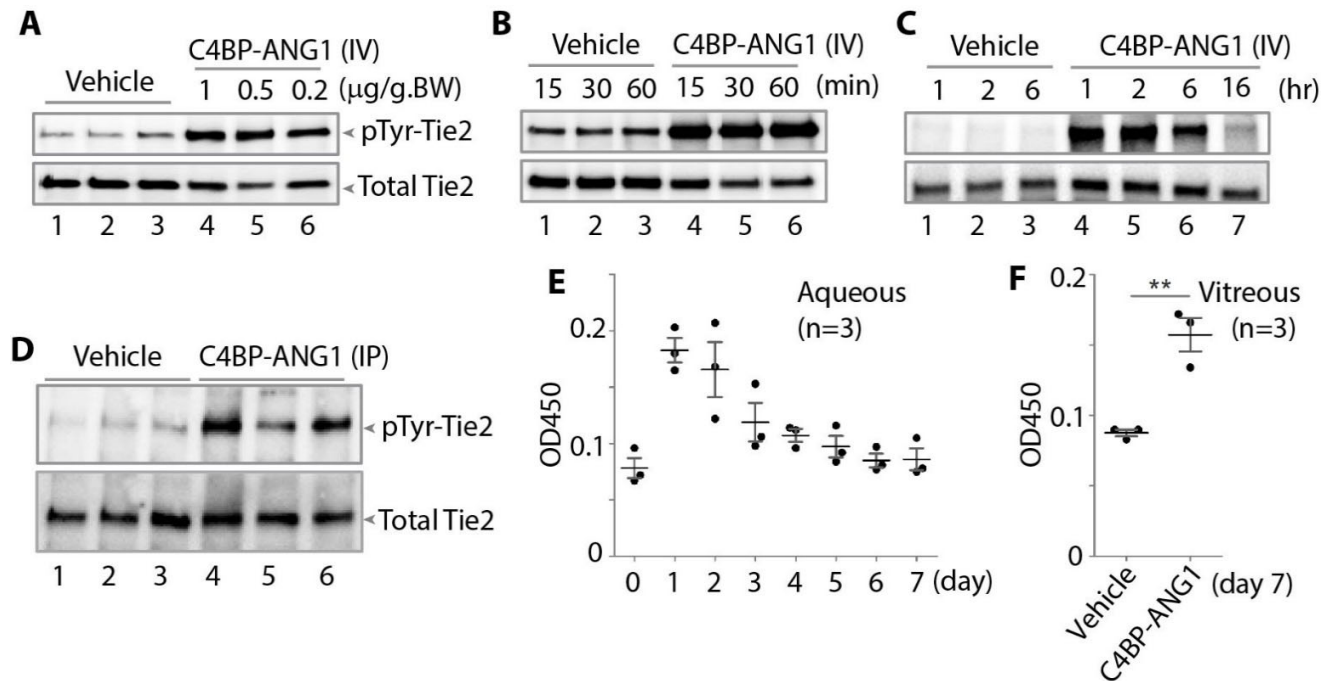 A
C4BP-ANG1 (IV)
Vehicle
1 0.5 0.2 (μg/g.BW)
pTyr-Tie2
Total Tie2
1 2 3 4 5 6
B
Vehicle C4BP-ANG1 (IV)
15 30 60 15 30 60 (min)
1 2 3 4 5 6
C
Vehicle C4BP-ANG1 (IV)
1 2 6 1 2 6 16 (hr)
1 2 3 4 5 6 7
D
Vehicle C4BP-ANG1 (IP)
pTyr-Tie2
Total Tie2
1 2 3 4 5 6
E
Aqueous
(n=3)
0.2
0.1
0
OD450
0 1 2 3 4 5 6 7 (day)
F
0.2
** Vitreous
(n=3)
0.1
0
OD450
Vehicle
C4BP-ANG1
(day 7)